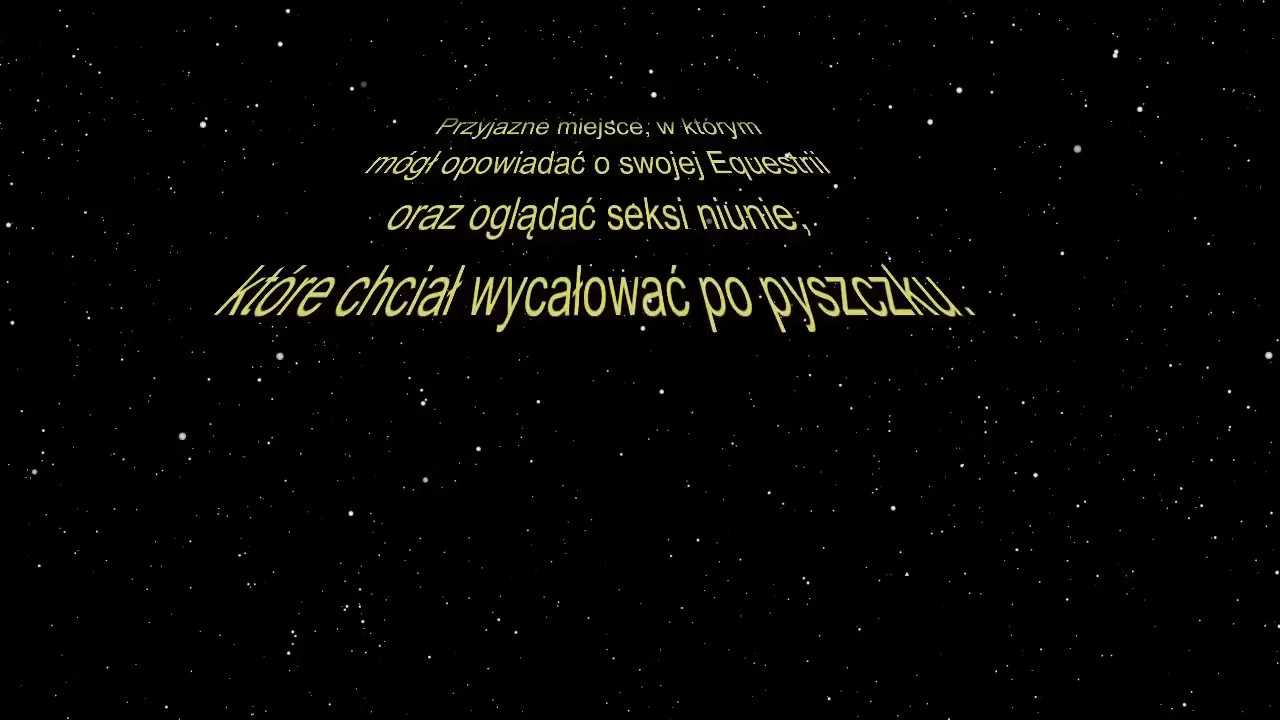 Przyjazne miejsce, w którym
mógł opowiadać o swojej Equestrii
oraz oglądać seksi niunie,
które chciał wycałować po pyszczku.